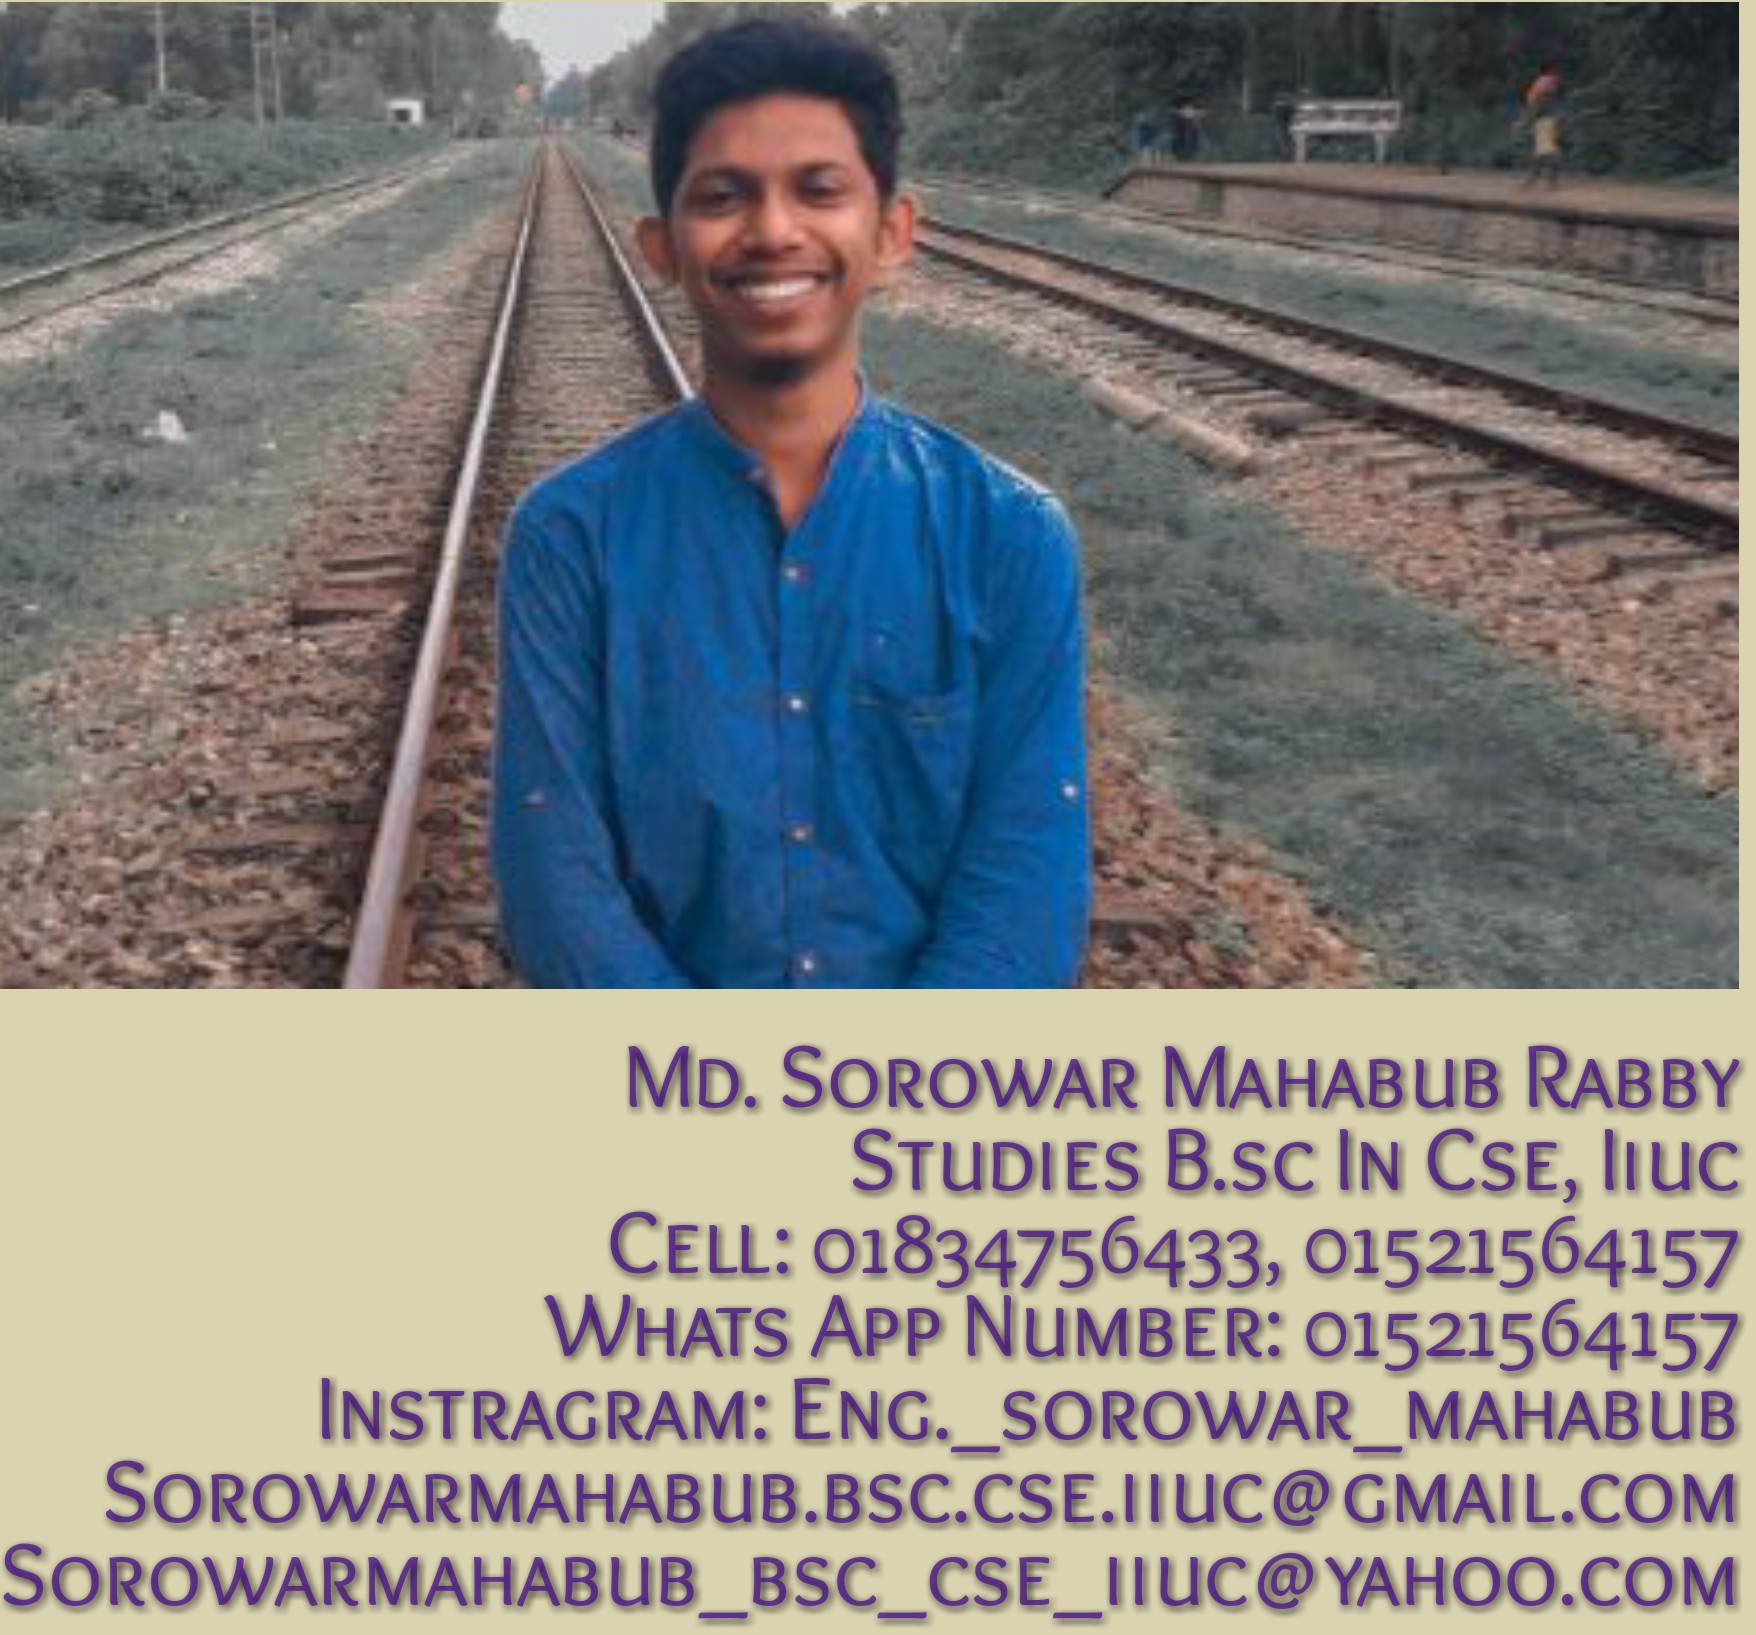 Md. Sorowar Mahabub Rabby
Studies B.sc In Cse, Iiuc
Cell: 01834756433, 01521564157
Whats App Number: 01521564157
Instragram: Eng._sorowar_mahabub
Sorowarmahabub.bsc.cse.iiuc@gmail.com
Sorowarmahabub_bsc_cse_iiuc@yahoo.com